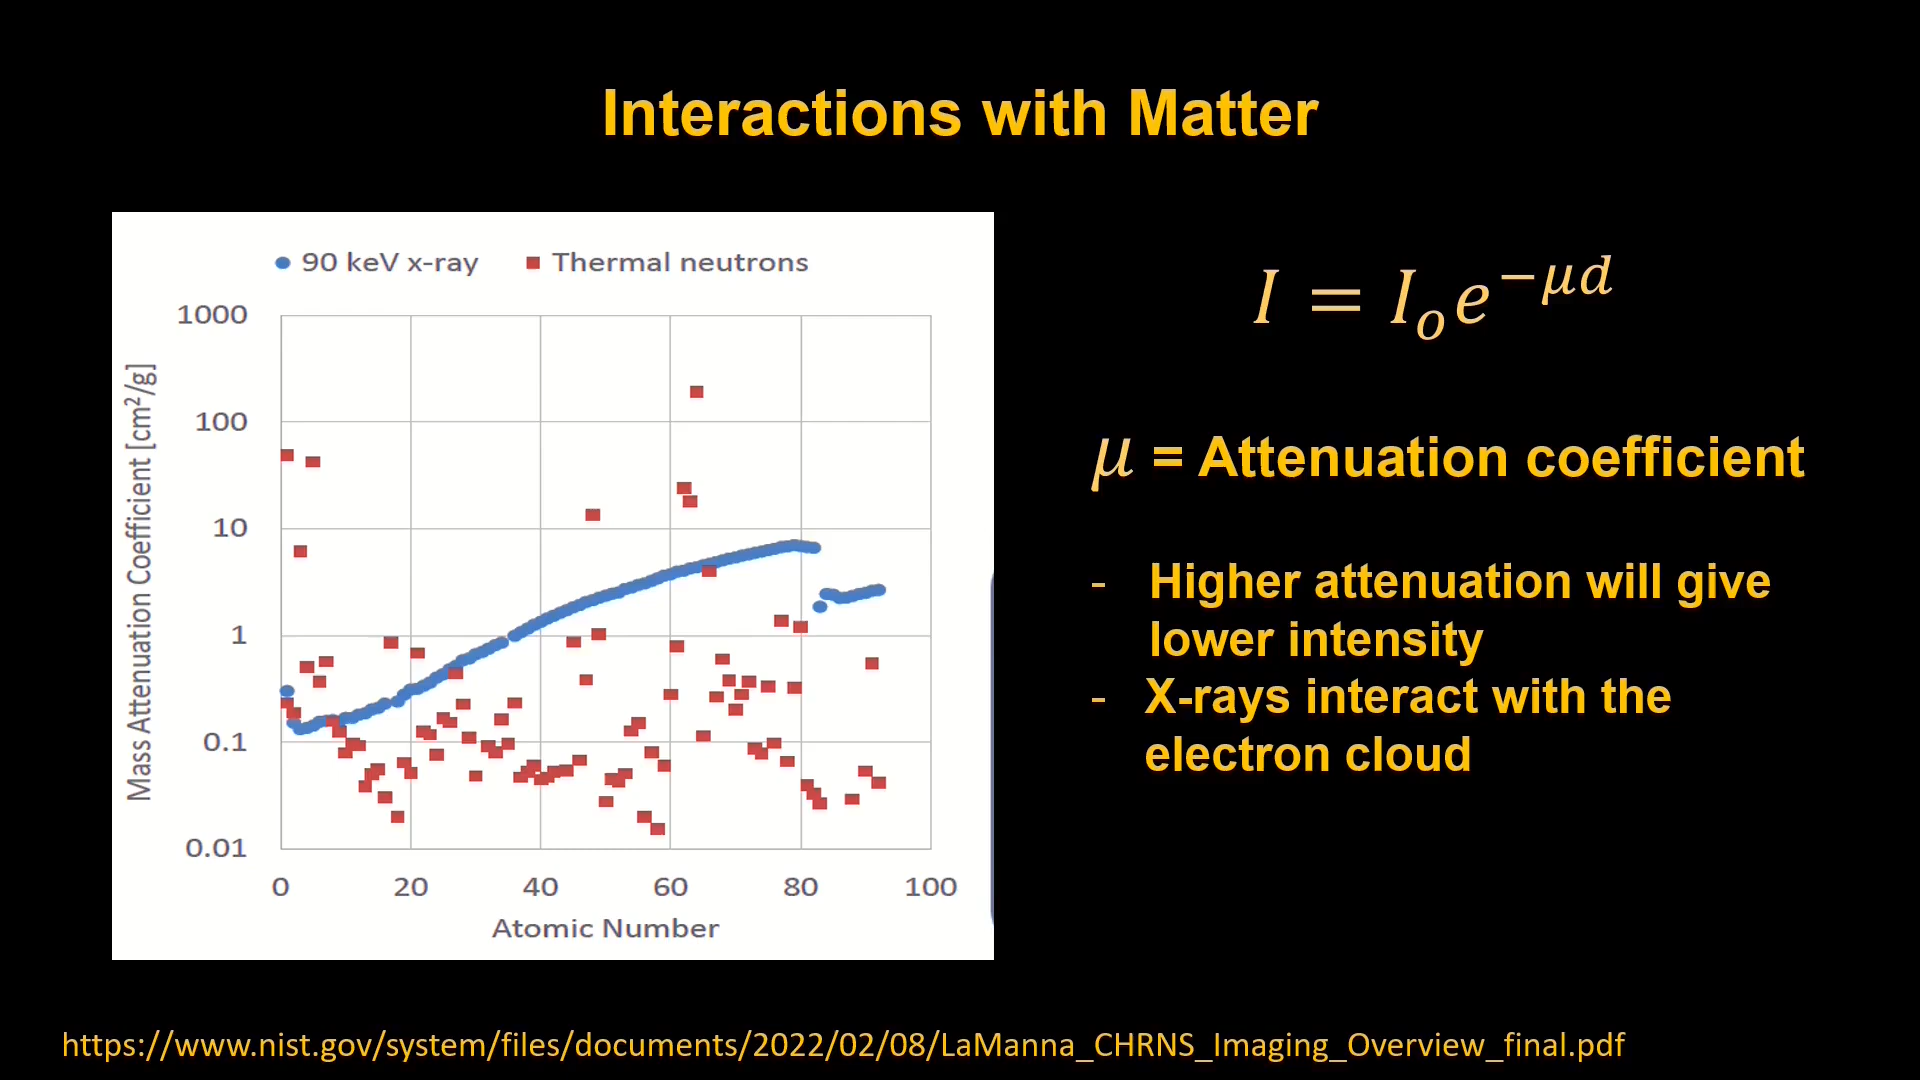 Interactions with Matter
90 keV x-ray Thermal neutrons
1000
100
10
1
0.1
0.01
Mass Attenuation Coefficient [cm²/g]
0 20 40 60 80 100
Atomic Number
I = Iₒe^−μd
μ = Attenuation coefficient
- Higher attenuation will give
lower intensity
- X-rays interact with the
electron cloud
https://www.nist.gov/system/files/documents/2022/02/08/LaManna_CHRNS_Imaging_Overview_final.pdf